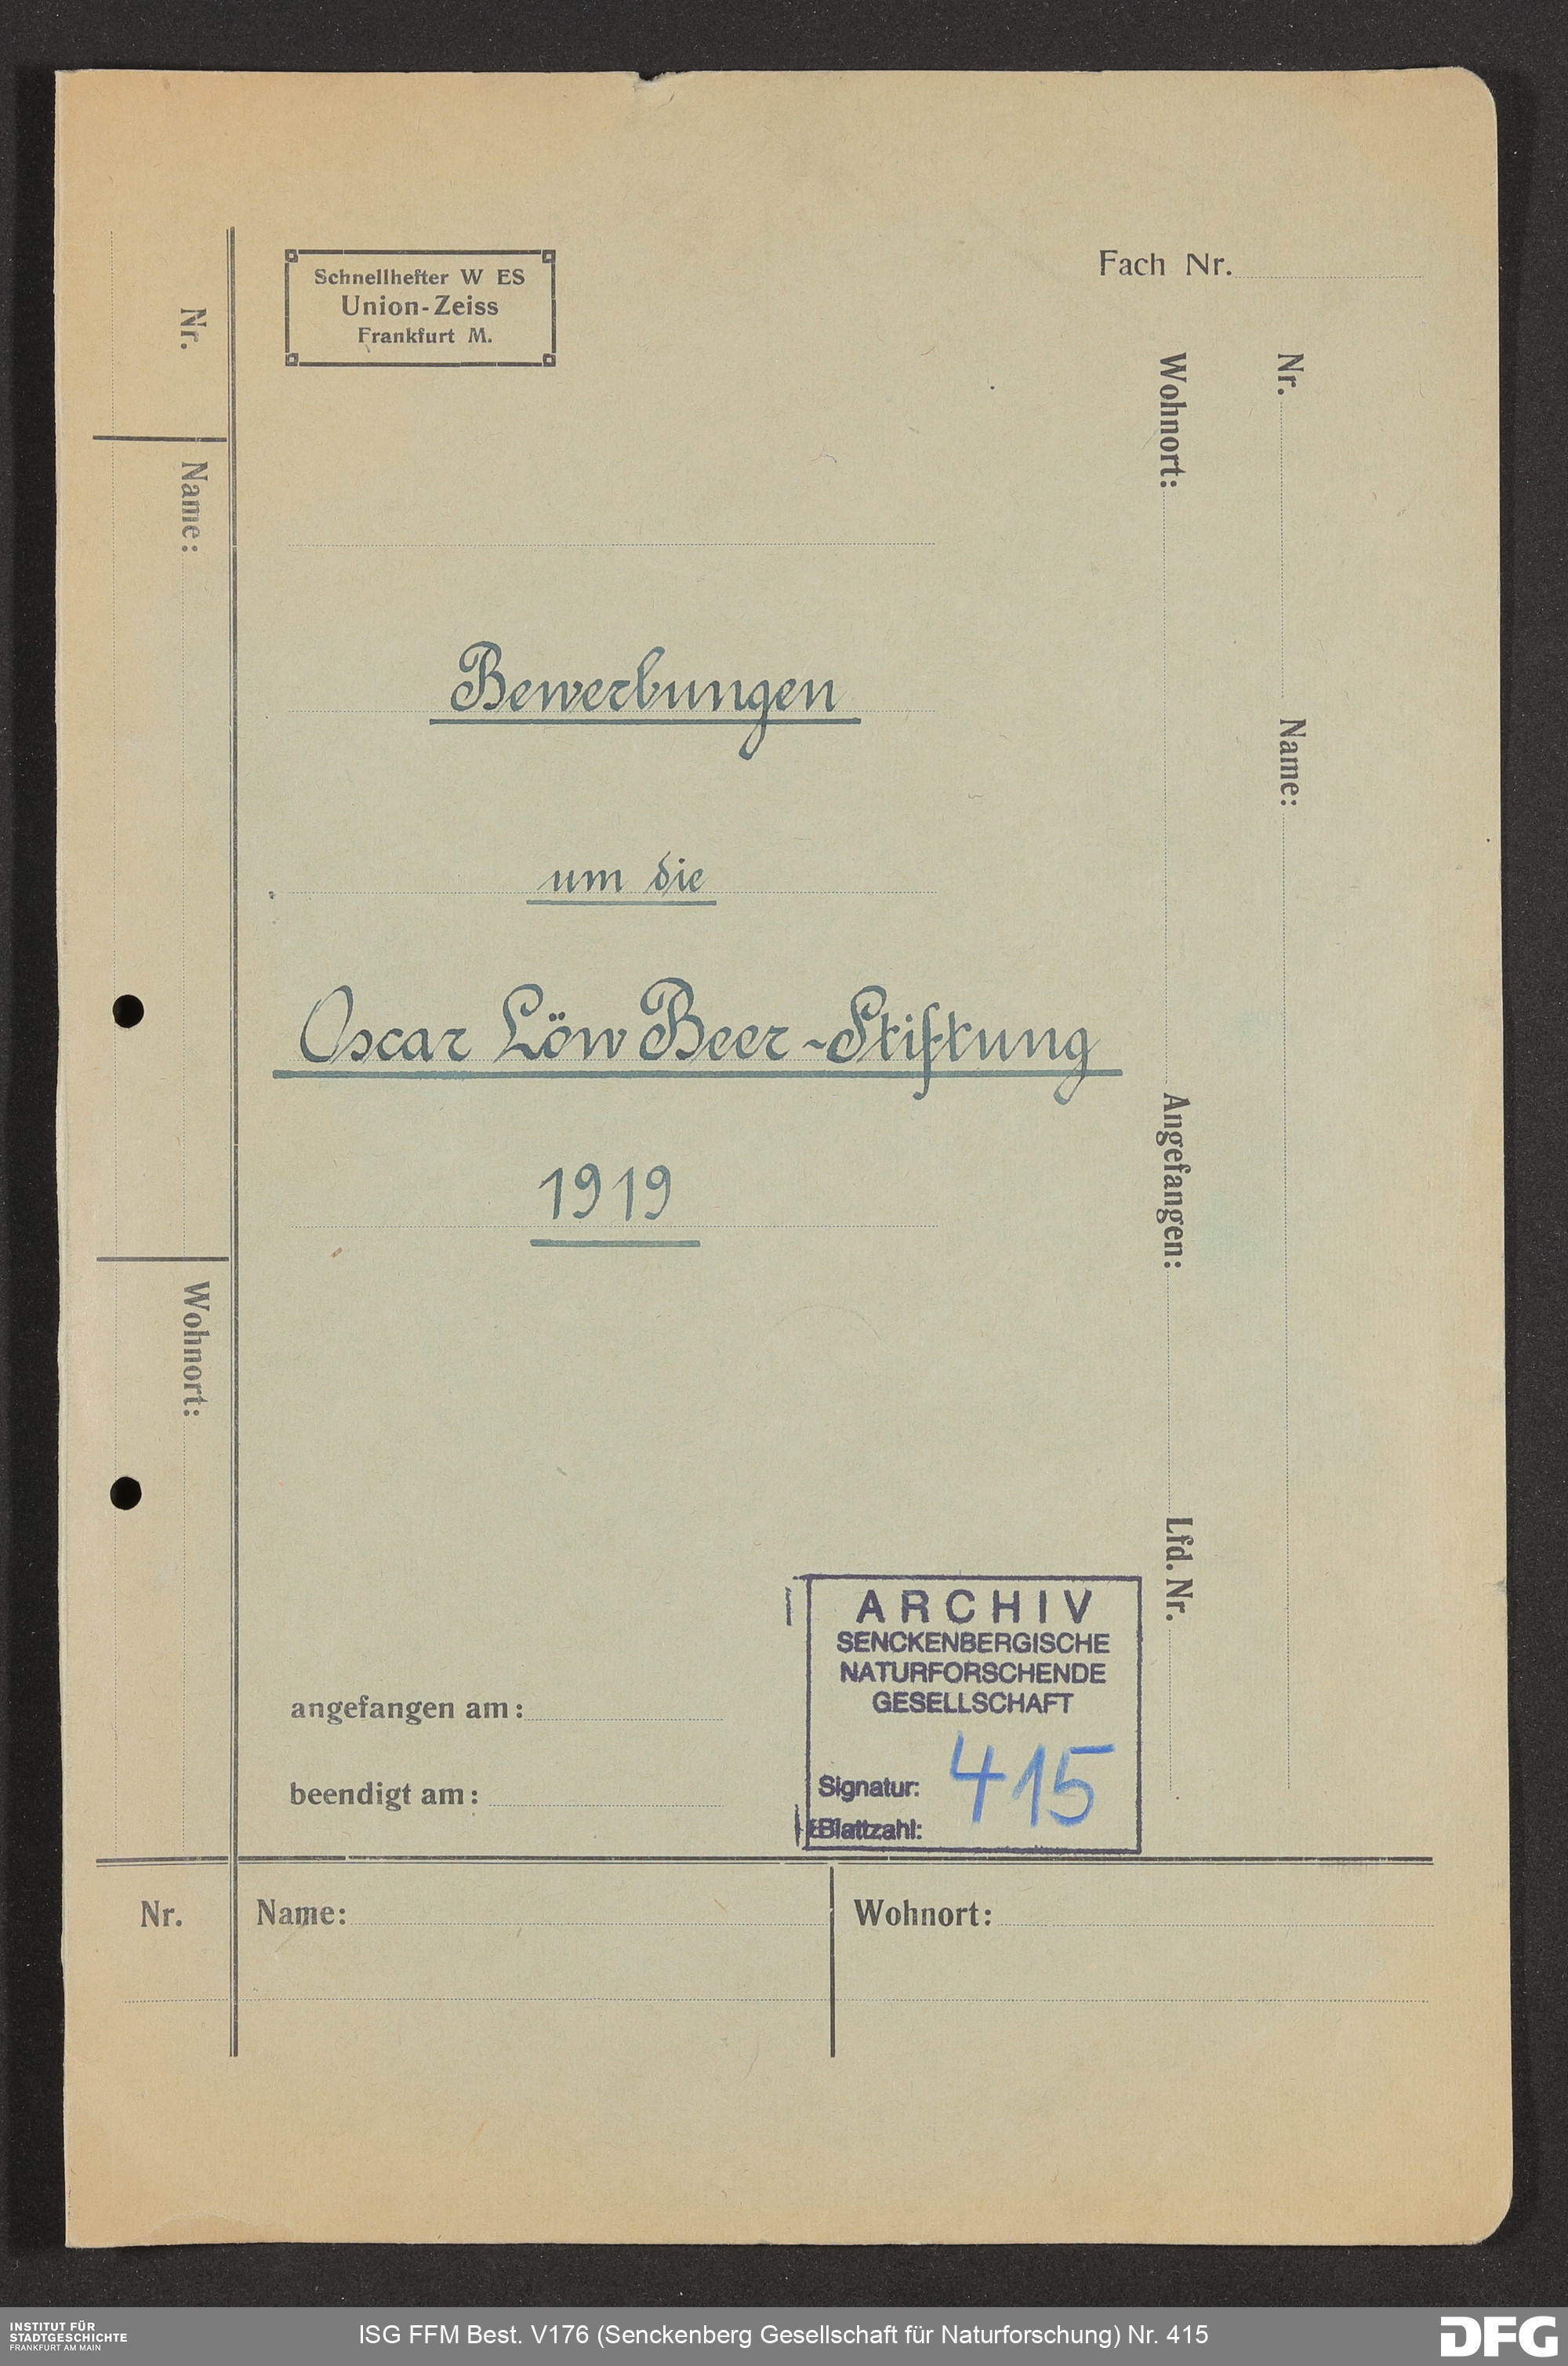 Schnellhefter W ES
Union-Zeiss
Frankfurt M.
Fach Nr.
Nr.
Name:
Wohnort:
Nr.
Name:
Wohnort:
Angefangen:
Lfd. Nr.
Bewerbungen
um die
Oscar Löw Beer-Stiftung
1919
angefangen am:
beendigt am:
ARCHIV
SENCKENBERGISCHE
NATURFORSCHENDE
GESELLSCHAFT
Signatur: 415
Blattzahl:
Nr. Name: Wohnort:
INSTITUT FÜR
STADTGESCHICHTE
FRANKFURT AM MAIN
ISG FFM Best. V176 (Senckenberg Gesellschaft für Naturforschung) Nr. 415
DFG